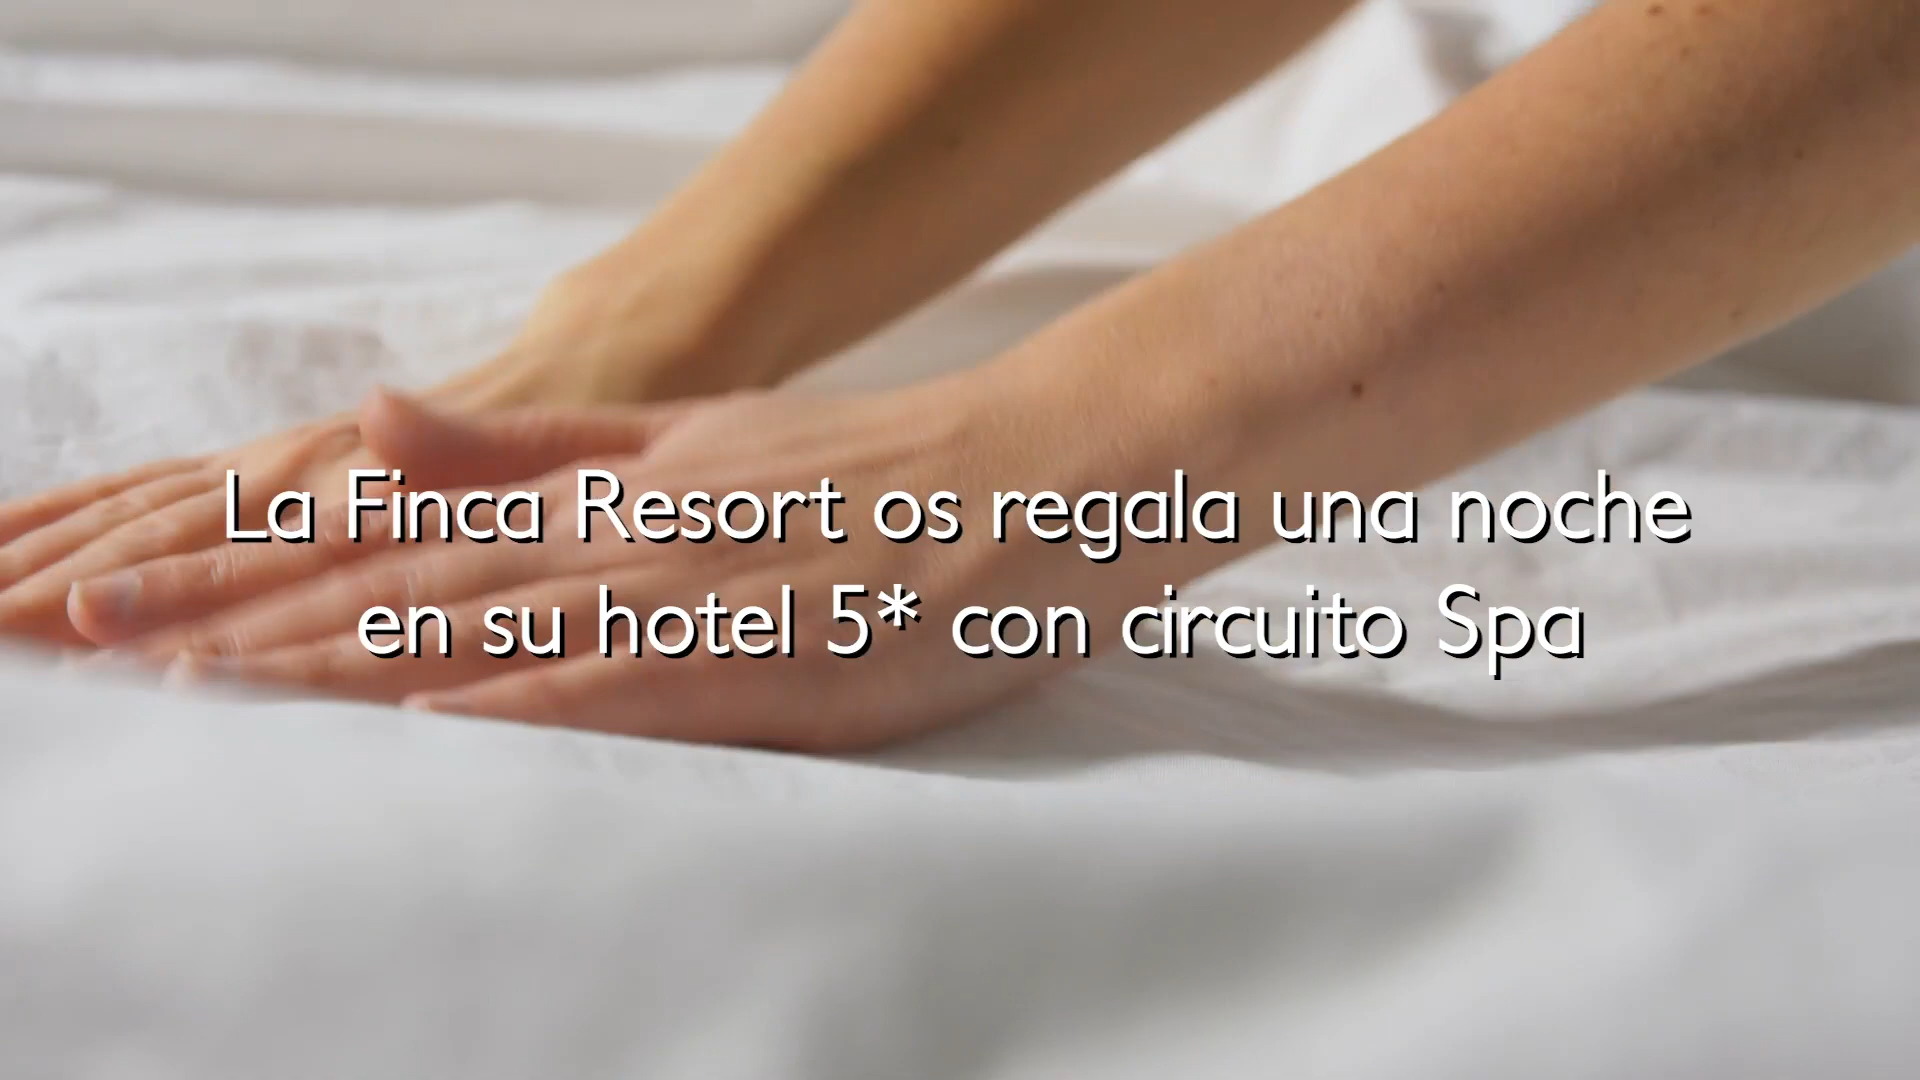 La Finca Resort os regala una noche
en su hotel 5* con circuito Spa